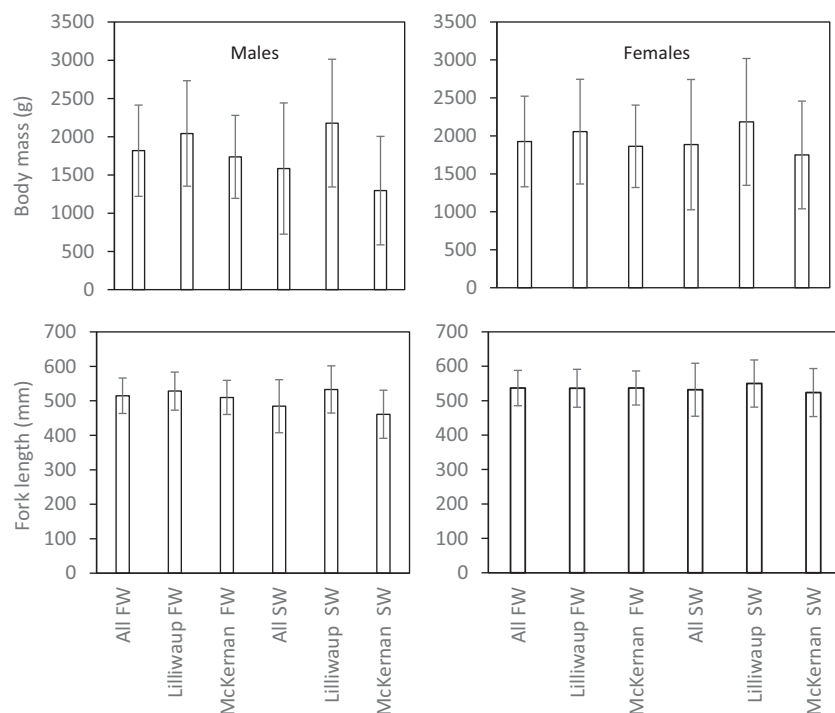 Body mass (g)
3500
3000
2500
2000
1500
1000
500
0
Males
3500
3000
2500
2000
1500
1000
500
0
Females
Fork length (mm)
700
600
500
400
300
200
100
0
All FW
Lilliwaup FW
McKernan FW
All SW
Lilliwaup SW
McKernan SW
700
600
500
400
300
200
100
0
All FW
Lilliwaup FW
McKernan FW
All SW
Lilliwaup SW
McKernan SW